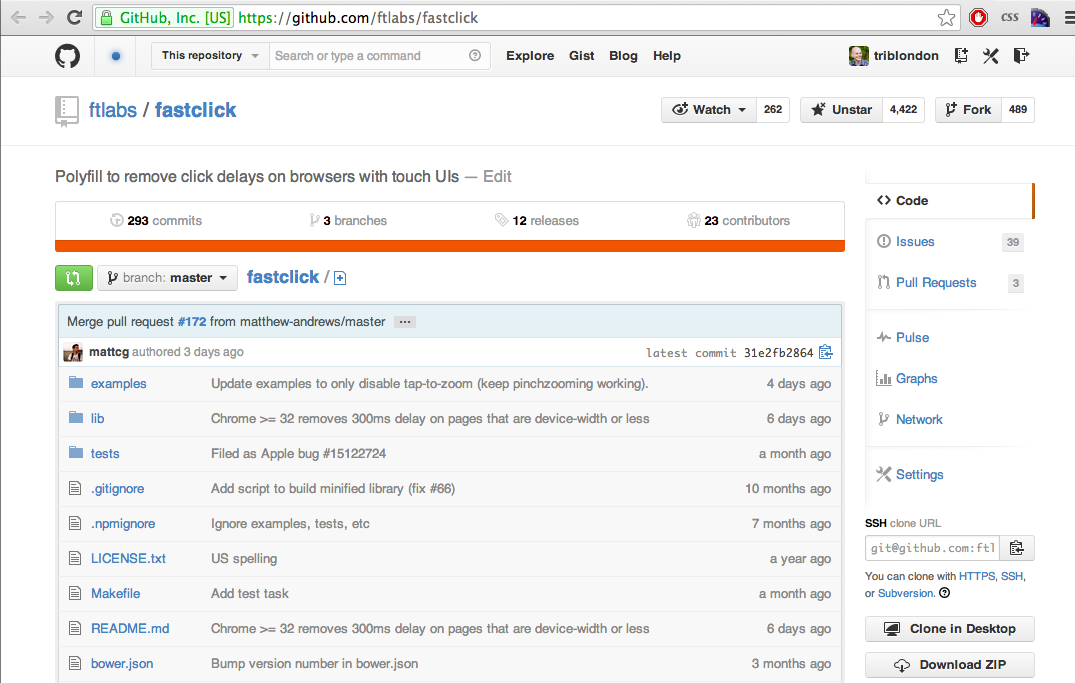 GitHub, Inc. [US] https://github.com/ftlabs/fastclick
CSS
This repository Search or type a command Explore Gist Blog Help triblondon
ftlabs / fastclick
Watch 262 Unstar 4,422 Fork 489
Polyfill to remove click delays on browsers with touch UIs — Edit
293 commits 3 branches 12 releases 23 contributors
branch: master fastclick /
Merge pull request #172 from matthew-andrews/master ...
mattcg authored 3 days ago latest commit 31e2fb2864
examples Update examples to only disable tap-to-zoom (keep pinchzooming working). 4 days ago
lib Chrome >= 32 removes 300ms delay on pages that are device-width or less 6 days ago
tests Filed as Apple bug #15122724 a month ago
.gitignore Add script to build minified library (fix #66) 10 months ago
.npmignore Ignore examples, tests, etc 7 months ago
LICENSE.txt US spelling a year ago
Makefile Add test task a month ago
README.md Chrome >= 32 removes 300ms delay on pages that are device-width or less 6 days ago
bower.json Bump version number in bower.json 3 months ago
Code
Issues 39
Pull Requests 3
Pulse
Graphs
Network
Settings
SSH clone URL
git@github.com:ftl
You can clone with HTTPS, SSH,
or Subversion.
Clone in Desktop
Download ZIP